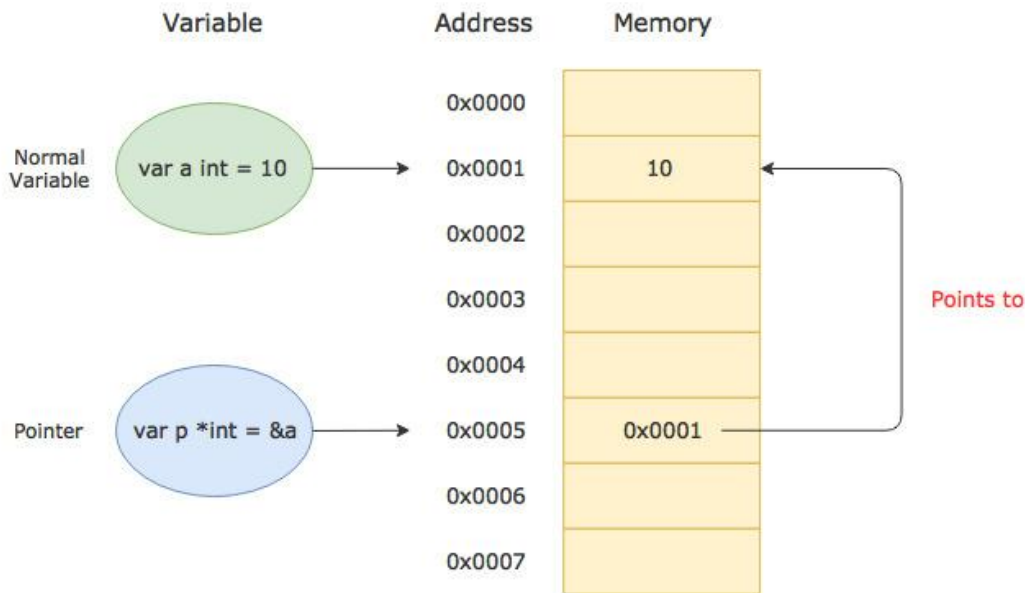 Variable Address Memory
0x0000
Normal
Variable
var a int = 10
0x0001
10
0x0002
0x0003
Points to
0x0004
Pointer
var p *int = &a
0x0005
0x0001
0x0006
0x0007